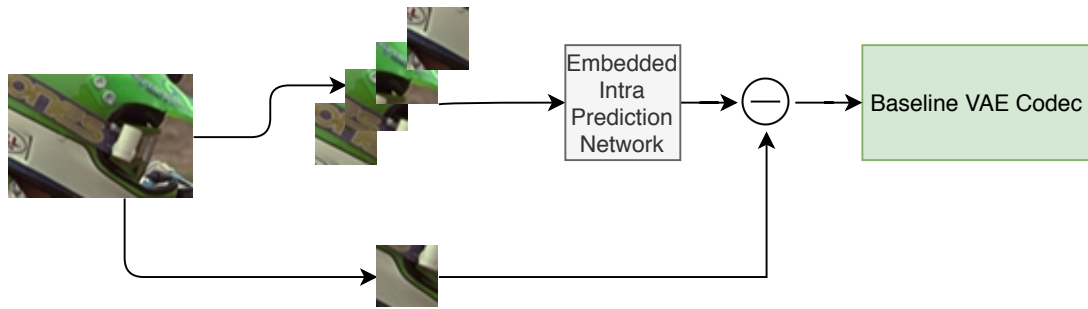 Embedded
Intra
Prediction
Network
Baseline VAE Codec